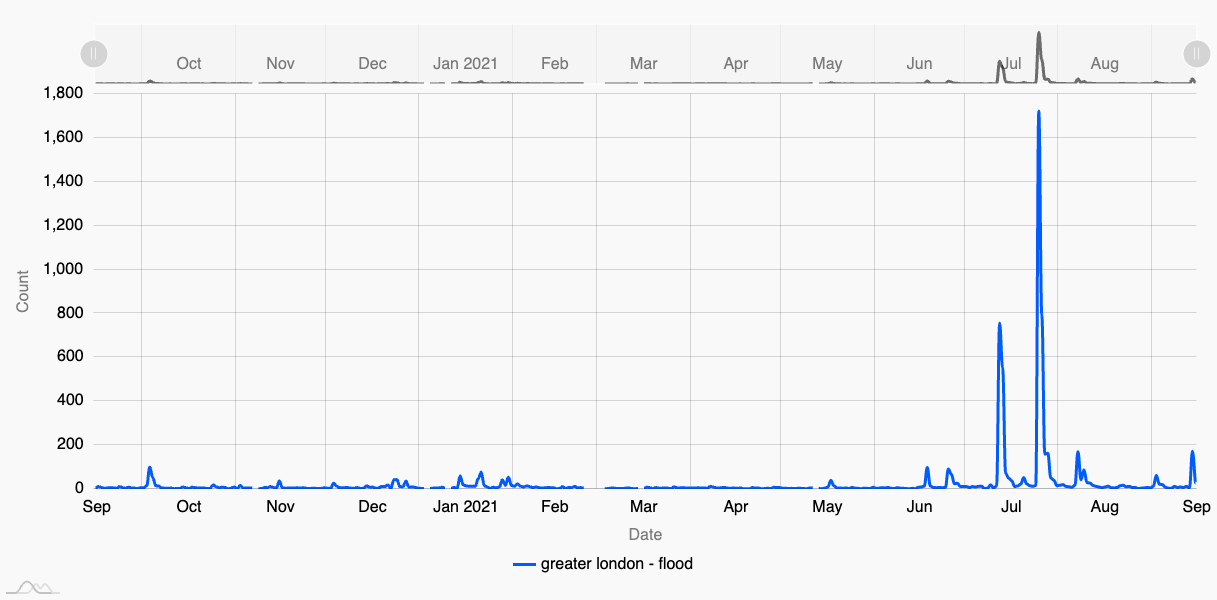 Oct Nov Dec Jan 2021 Feb Mar Apr May Jun Jul Aug
1,800
1,600
1,400
1,200
1,000
800
600
400
200
0
Count
Sep Oct Nov Dec Jan 2021 Feb Mar Apr May Jun Jul Aug Sep
Date
greater london - flood